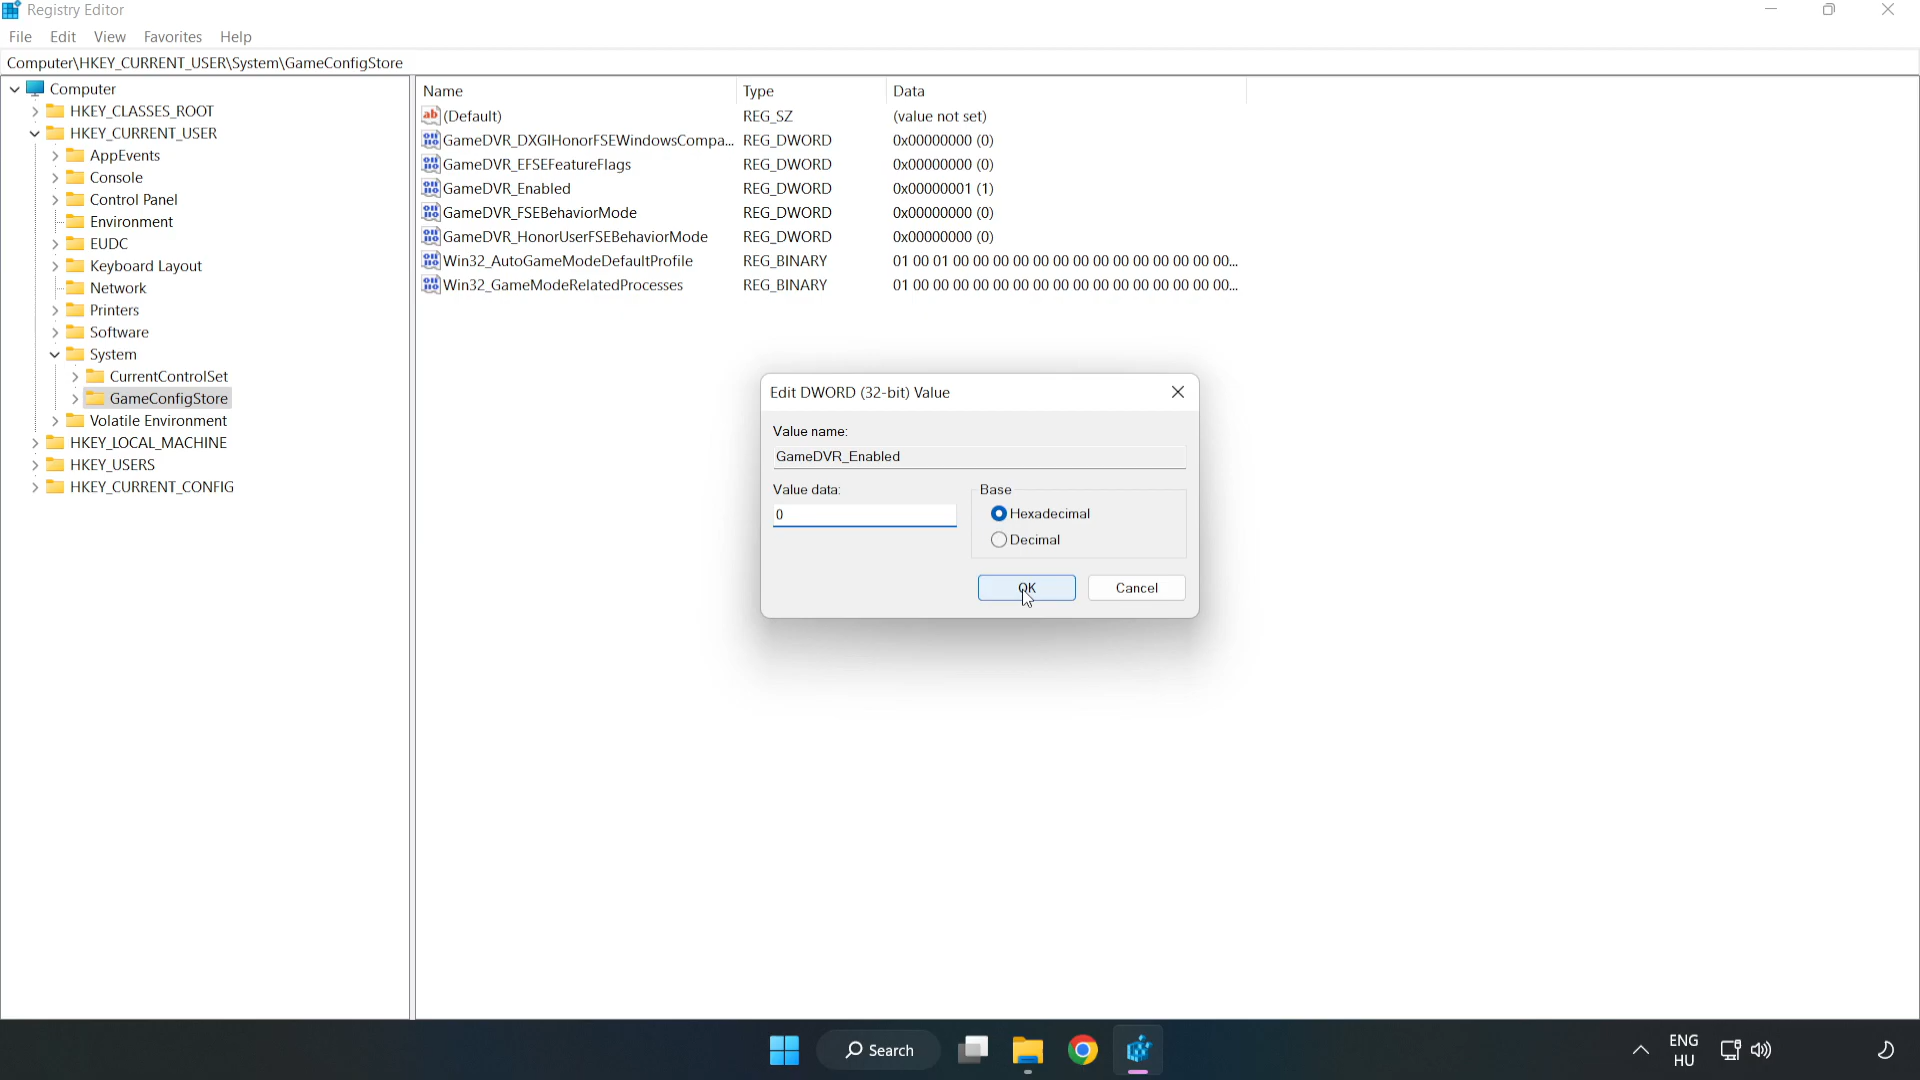 Registry Editor
File Edit View Favorites Help
Computer\HKEY_CURRENT_USER\System\GameConfigStore
Computer
HKEY_CLASSES_ROOT
HKEY_CURRENT_USER
AppEvents
Console
Control Panel
Environment
EUDC
Keyboard Layout
Network
Printers
Software
System
CurrentControlSet
GameConfigStore
Volatile Environment
HKEY_LOCAL_MACHINE
HKEY_USERS
HKEY_CURRENT_CONFIG
Name Type Data
(Default) REG_SZ (value not set)
GameDVR_DXGIHonorFSEWindowsCompa... REG_DWORD 0x00000000 (0)
GameDVR_EFSEFeatureFlags REG_DWORD 0x00000000 (0)
GameDVR_Enabled REG_DWORD 0x00000001 (1)
GameDVR_FSEBehaviorMode REG_DWORD 0x00000000 (0)
GameDVR_HonorUserFSEBehaviorMode REG_DWORD 0x00000000 (0)
Win32_AutoGameModeDefaultProfile REG_BINARY 01 00 01 00 00 00 00 00 00 00 00 00 00 00 00 00 00...
Win32_GameModeRelatedProcesses REG_BINARY 01 00 00 00 00 00 00 00 00 00 00 00 00 00 00 00 00...
Edit DWORD (32-bit) Value
Value name:
GameDVR_Enabled
Value data: Base
0 Hexadecimal
Decimal
OK Cancel
Search
ENG
HU